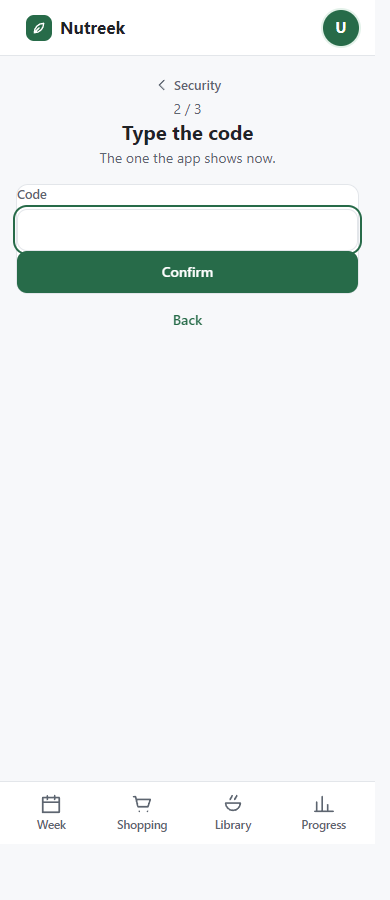 Nutreek
U
Security
2 / 3
Type the code
The one the app shows now.
Code
Confirm
Back
Week
Shopping
Library
Progress